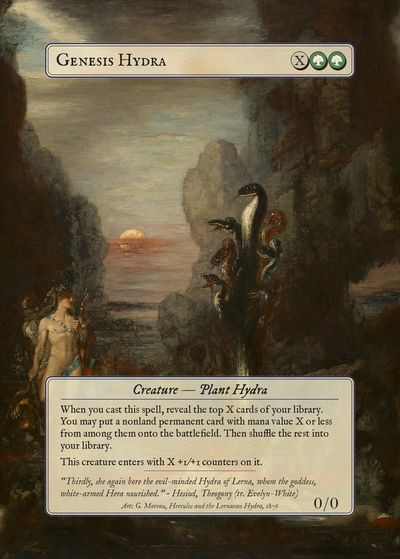 Genesis Hydra X
Creature — Plant Hydra
When you cast this spell, reveal the top X cards of your library.
You may put a nonland permanent card with mana value X or less
from among them onto the battlefield. Then shuffle the rest into
your library.
This creature enters with X +1/+1 counters on it.
"Thirdly, she again bore the evil-minded Hydra of Lerna, whom the goddess,
white-armed Hera nourished." - Hesiod, Theogony (tr. Evelyn-White)
Art: G. Moreau, Hercules and the Lernaean Hydra, 1876
0/0